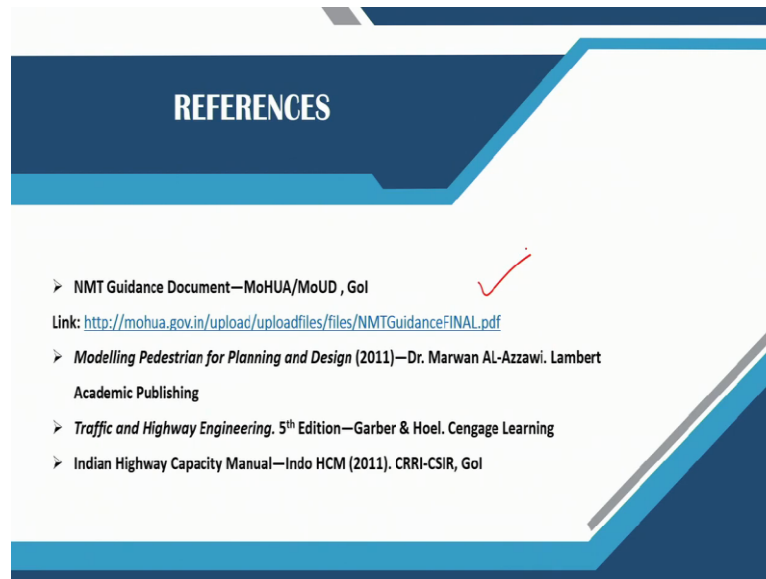 REFERENCES
➢ NMT Guidance Document—MoHUA/MoUD , GoI
Link: http://mohua.gov.in/upload/uploadfiles/files/NMTGuidanceFINAL.pdf
➢ Modelling Pedestrian for Planning and Design (2011)—Dr. Marwan AL-Azzawi. Lambert
Academic Publishing
➢ Traffic and Highway Engineering. 5th Edition—Garber & Hoel. Cengage Learning
➢ Indian Highway Capacity Manual—Indo HCM (2011). CRRI-CSIR, GoI